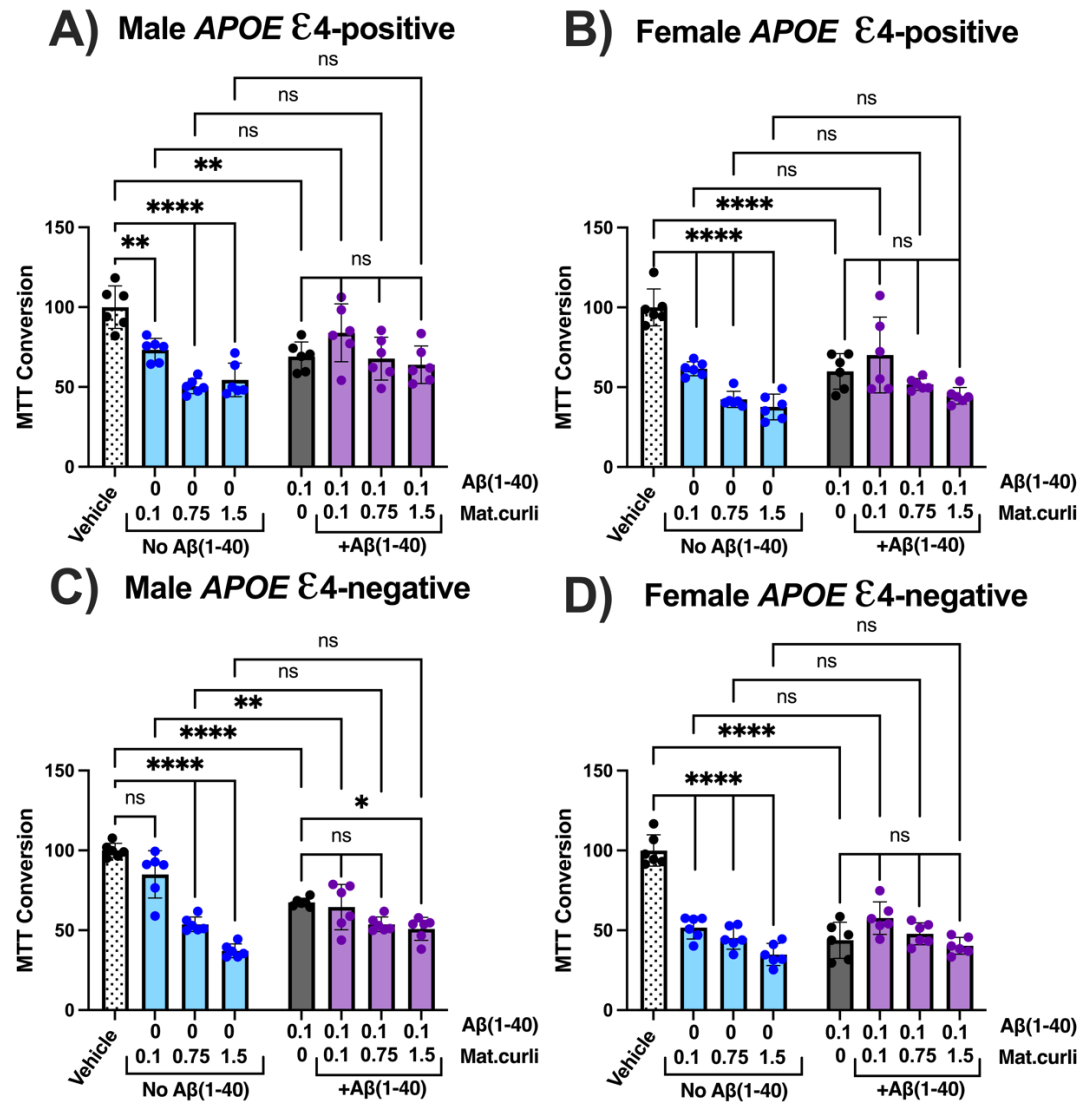 A) Male APOE Ɛ4-positive
ns
ns
ns
**
****
**
ns
150
100
50
0
MTT Conversion
Vehicle
0 0 0 0.1 0.1 0.1 0.1 Aβ(1-40)
0.1 0.75 1.5 0 0.1 0.75 1.5 Mat.curli
No Aβ(1-40) +Aβ(1-40)
B) Female APOE Ɛ4-positive
ns
ns
ns
****
****
ns
150
100
50
0
MTT Conversion
Vehicle
0 0 0 0.1 0.1 0.1 0.1 Aβ(1-40)
0.1 0.75 1.5 0 0.1 0.75 1.5 Mat.curli
No Aβ(1-40) +Aβ(1-40)
C) Male APOE Ɛ4-negative
ns
ns
**
****
****
ns
*
ns
150
100
50
0
MTT Conversion
Vehicle
0 0 0 0.1 0.1 0.1 0.1 Aβ(1-40)
0.1 0.75 1.5 0 0.1 0.75 1.5 Mat.curli
No Aβ(1-40) +Aβ(1-40)
D) Female APOE Ɛ4-negative
ns
ns
ns
****
****
ns
150
100
50
0
MTT Conversion
Vehicle
0 0 0 0.1 0.1 0.1 0.1 Aβ(1-40)
0.1 0.75 1.5 0 0.1 0.75 1.5 Mat.curli
No Aβ(1-40) +Aβ(1-40)